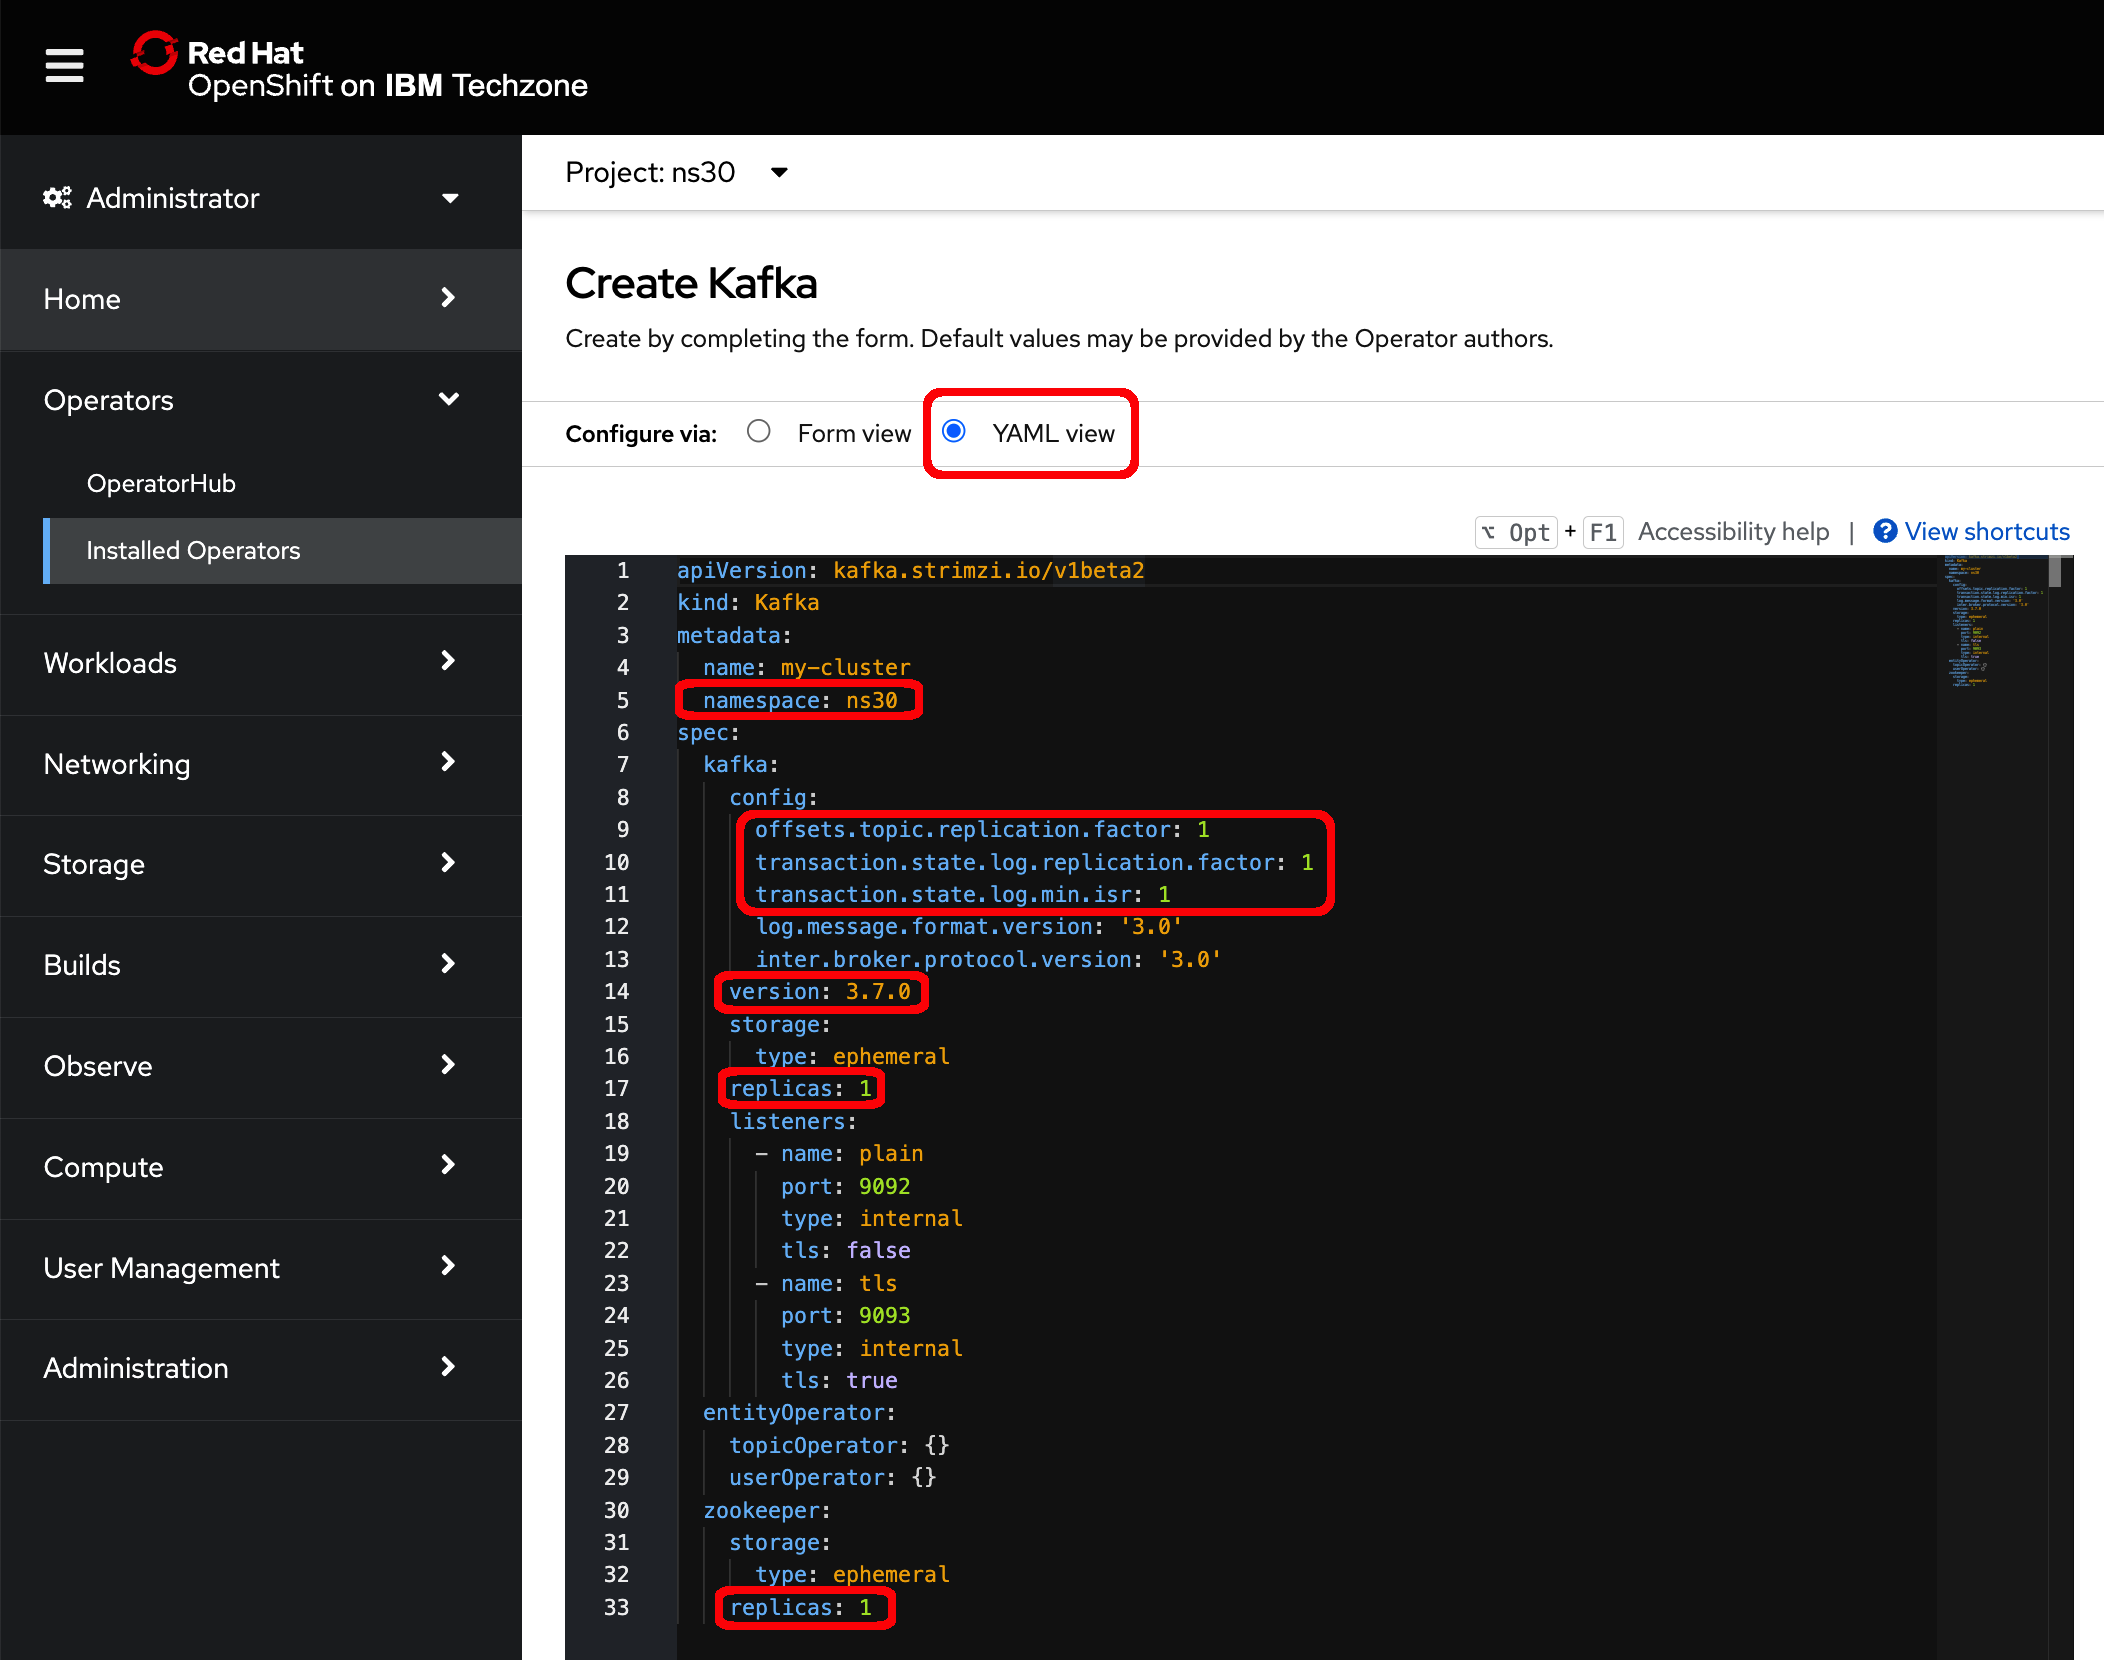 Red Hat
OpenShift on IBM Techzone
Administrator
Home
Operators
OperatorHub
Installed Operators
Workloads
Networking
Storage
Builds
Observe
Compute
User Management
Administration
Project: ns30
Create Kafka
Create by completing the form. Default values may be provided by the Operator authors.
Configure via: Form view YAML view
⌥ Opt + F1 Accessibility help | View shortcuts
1 apiVersion: kafka.strimzi.io/v1beta2
2 kind: Kafka
3 metadata:
4 name: my-cluster
5 namespace: ns30
6 spec:
7 kafka:
8 config:
9 offsets.topic.replication.factor: 1
10 transaction.state.log.replication.factor: 1
11 transaction.state.log.min.isr: 1
12 log.message.format.version: '3.0'
13 inter.broker.protocol.version: '3.0'
14 version: 3.7.0
15 storage:
16 type: ephemeral
17 replicas: 1
18 listeners:
19 - name: plain
20 port: 9092
21 type: internal
22 tls: false
23 - name: tls
24 port: 9093
25 type: internal
26 tls: true
27 entityOperator:
28 topicOperator: {}
29 userOperator: {}
30 zookeeper:
31 storage:
32 type: ephemeral
33 replicas: 1